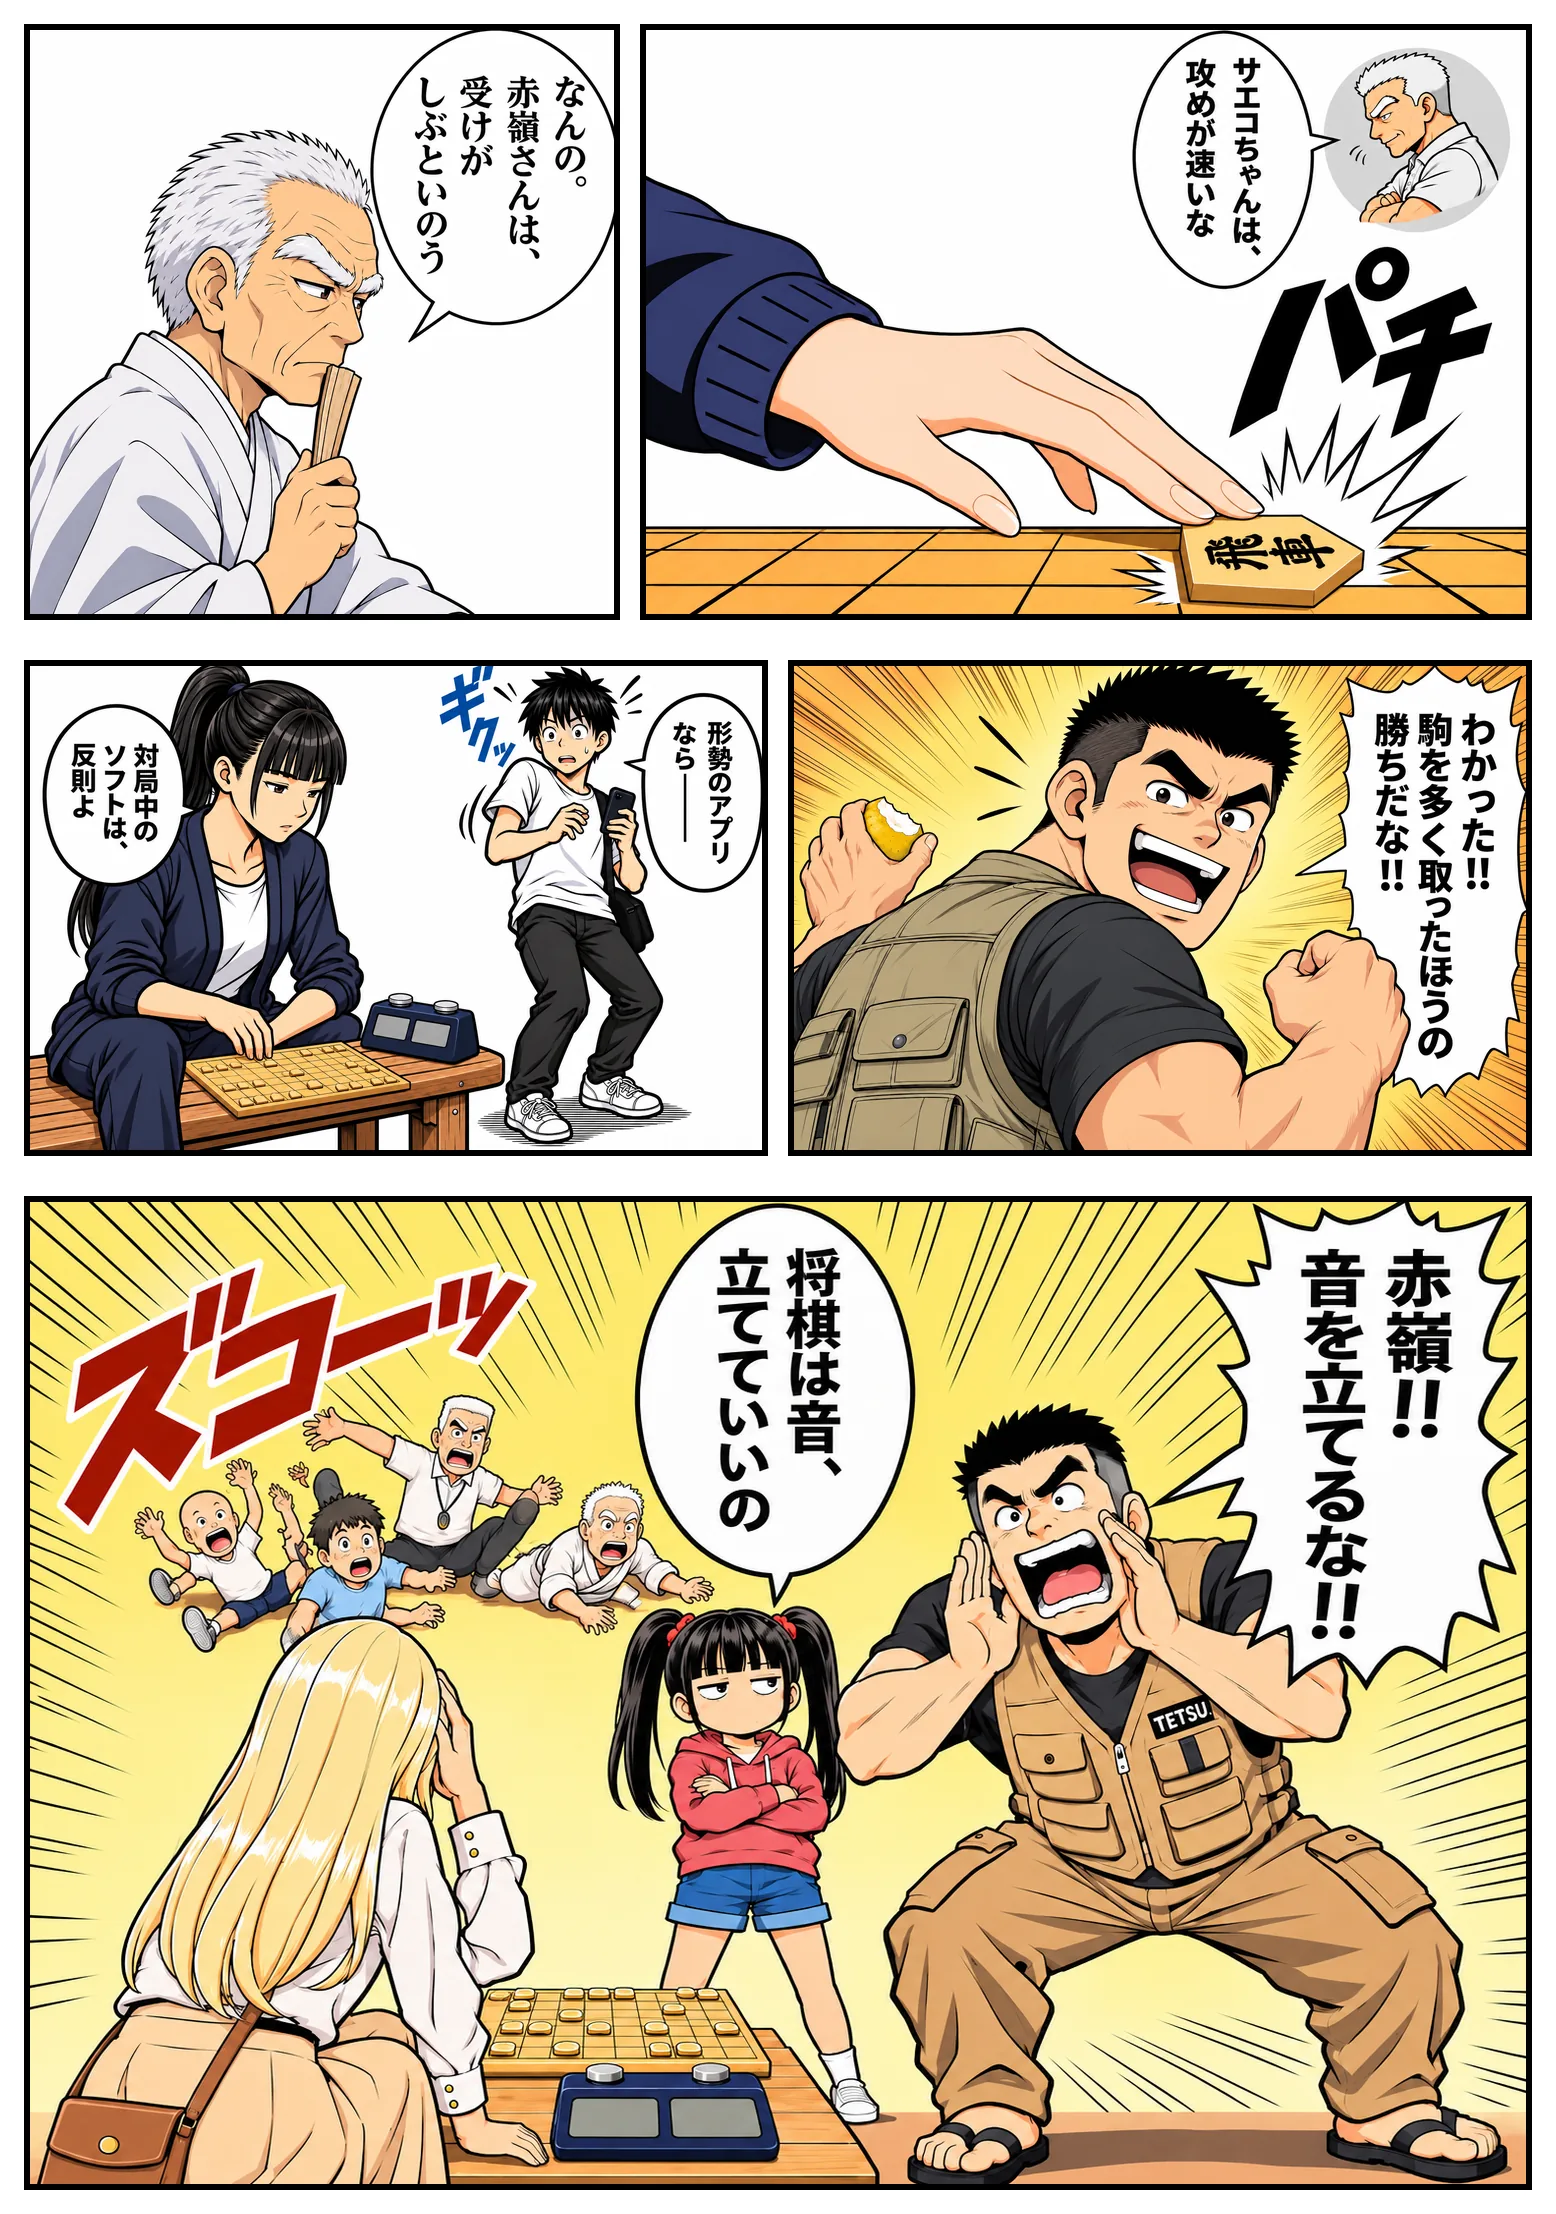 サエコちゃんは、
攻めが速いな
パチ
飛車
なんの。
赤嶺さんは、
受けが
しぶといのう
わかった!!
駒を多く取ったほうの
勝ちだな!!
形勢のアプリ
なら――
ギクッ
対局中の
ソフトは、
反則よ
赤嶺!!
音を立てるな!!
将棋は音、
立てていいの
ズコーッ
TETSU.